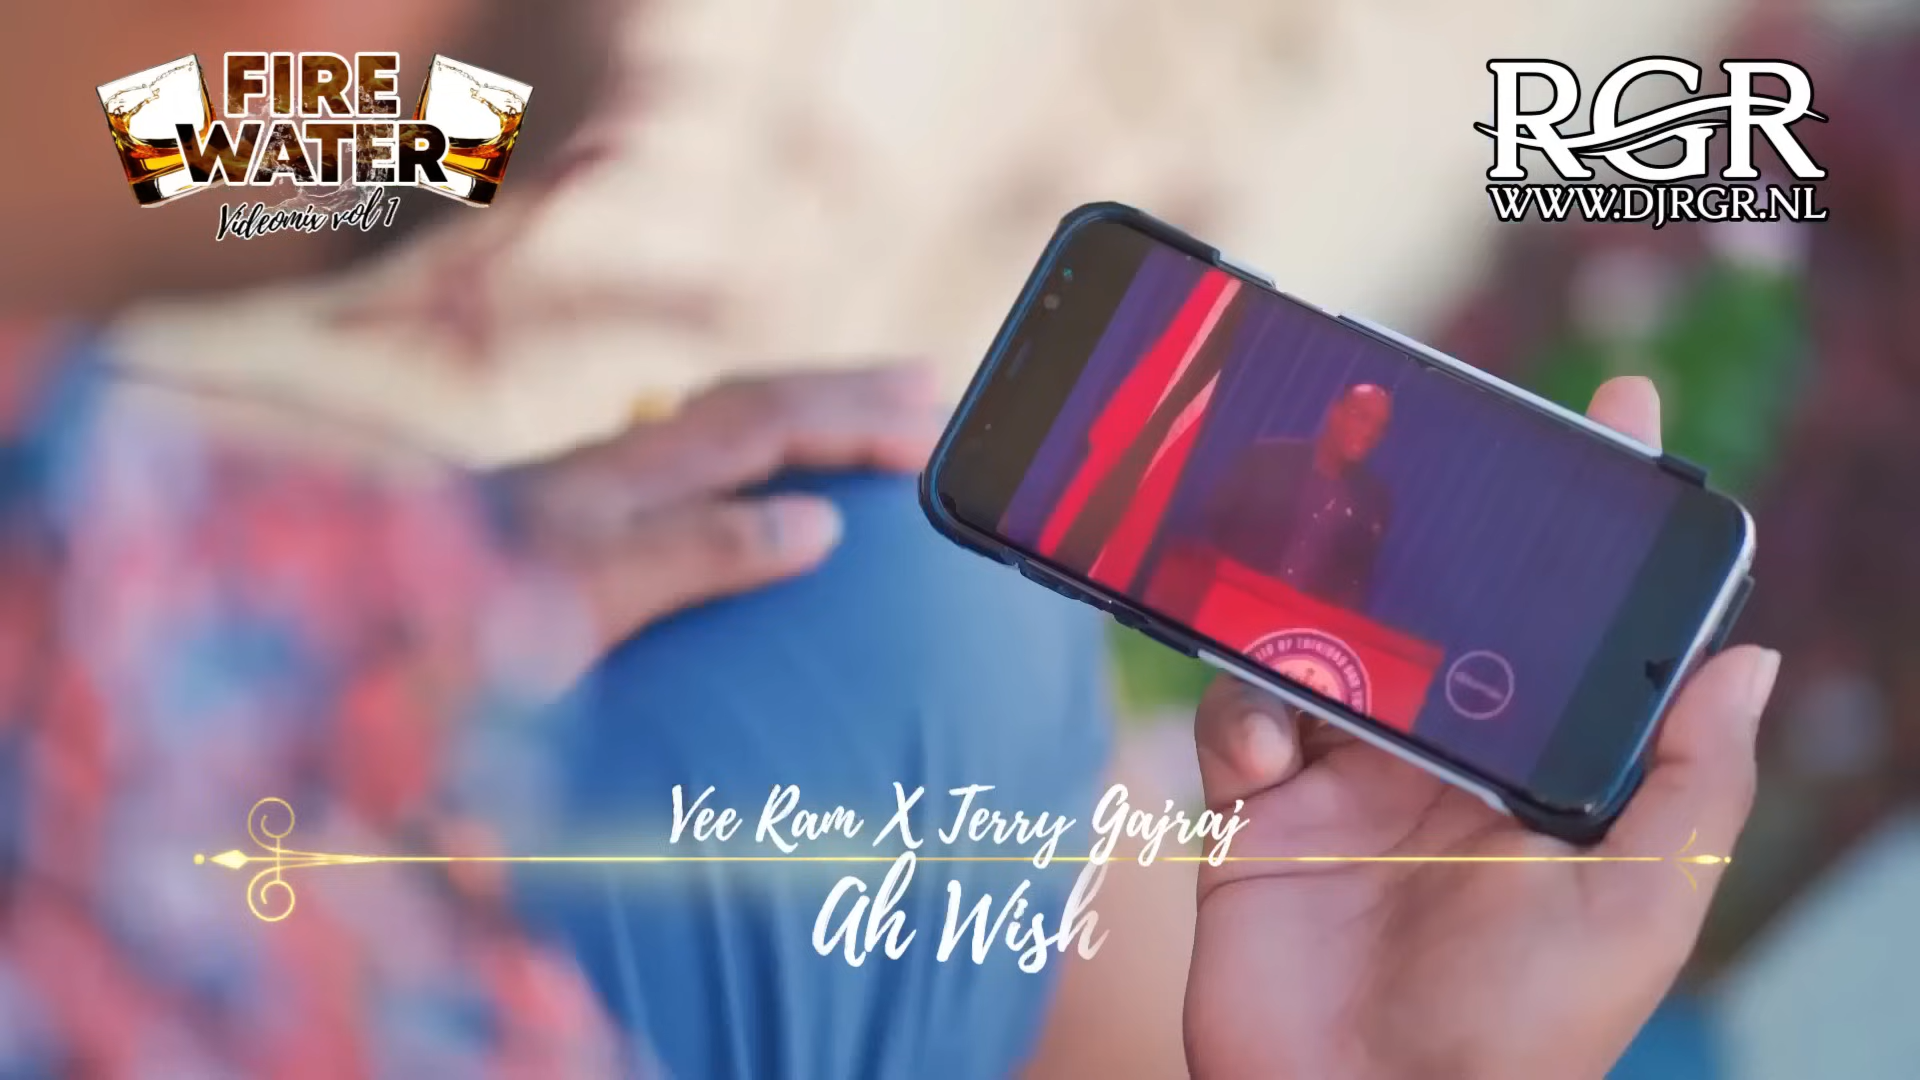 FIRE
WATER
Videomix vol 1
RGR
WWW.DJRGR.NL
Vee Ram X Terry Gajraj
Ah Wish